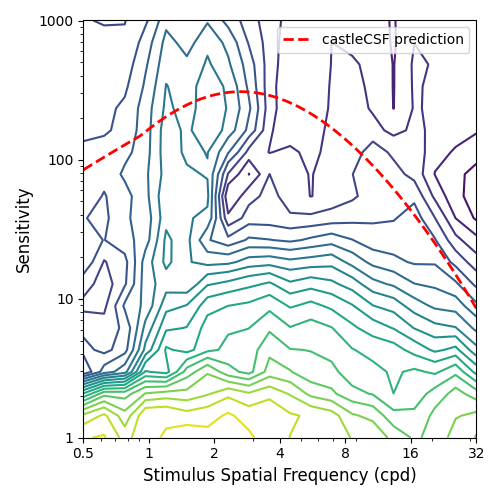 1000
castleCSF prediction
100
Sensitivity
10
1
0.5 1 2 4 8 16 32
Stimulus Spatial Frequency (cpd)